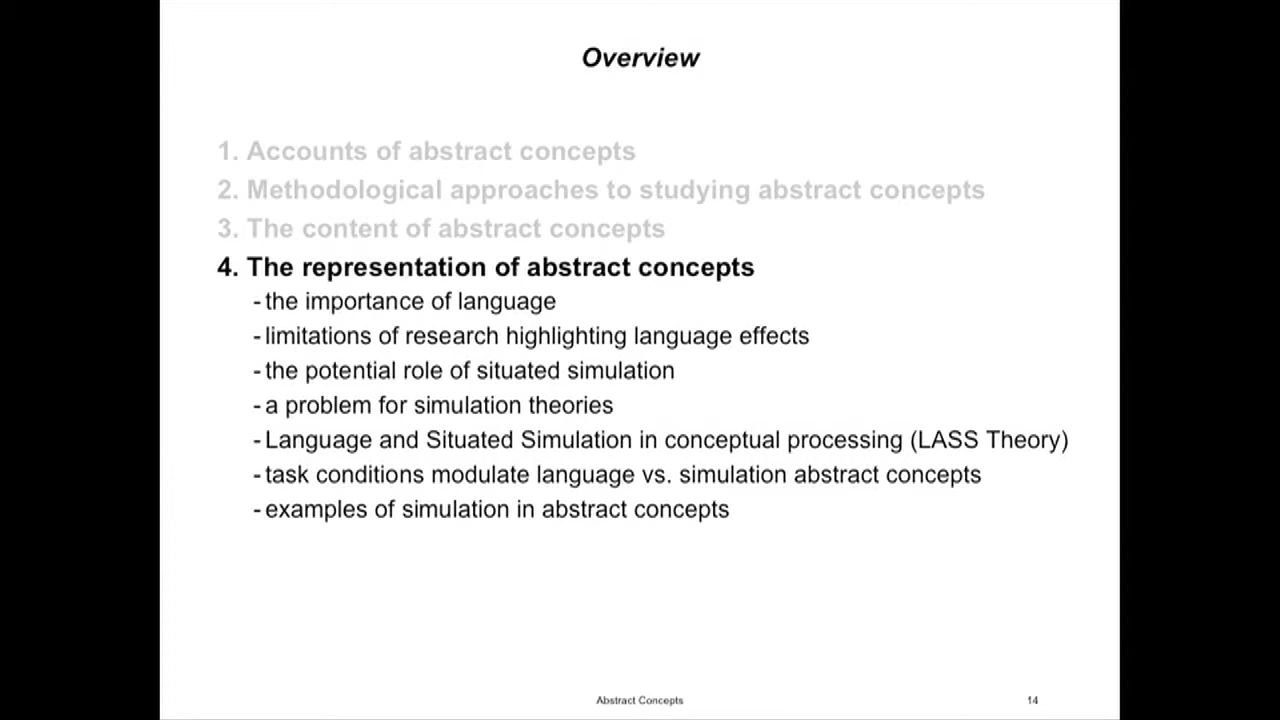 Overview
1. Accounts of abstract concepts
2. Methodological approaches to studying abstract concepts
3. The content of abstract concepts
4. The representation of abstract concepts
- the importance of language
- limitations of research highlighting language effects
- the potential role of situated simulation
- a problem for simulation theories
- Language and Situated Simulation in conceptual processing (LASS Theory)
- task conditions modulate language vs. simulation abstract concepts
- examples of simulation in abstract concepts
Abstract Concepts 14